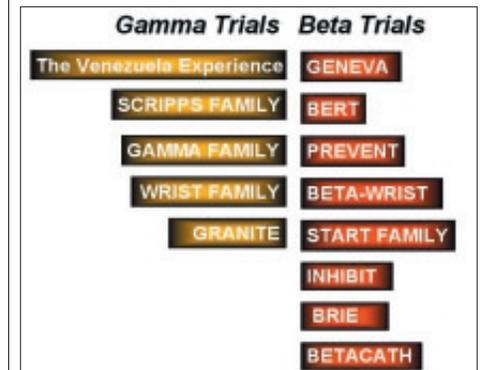 Gamma Trials Beta Trials
The Venezuela Experience GENEVA
SCRIPPS FAMILY BERT
GAMMA FAMILY PREVENT
WRIST FAMILY BETA-WRIST
GRANITE START FAMILY
INHIBIT
BRIE
BETACATH